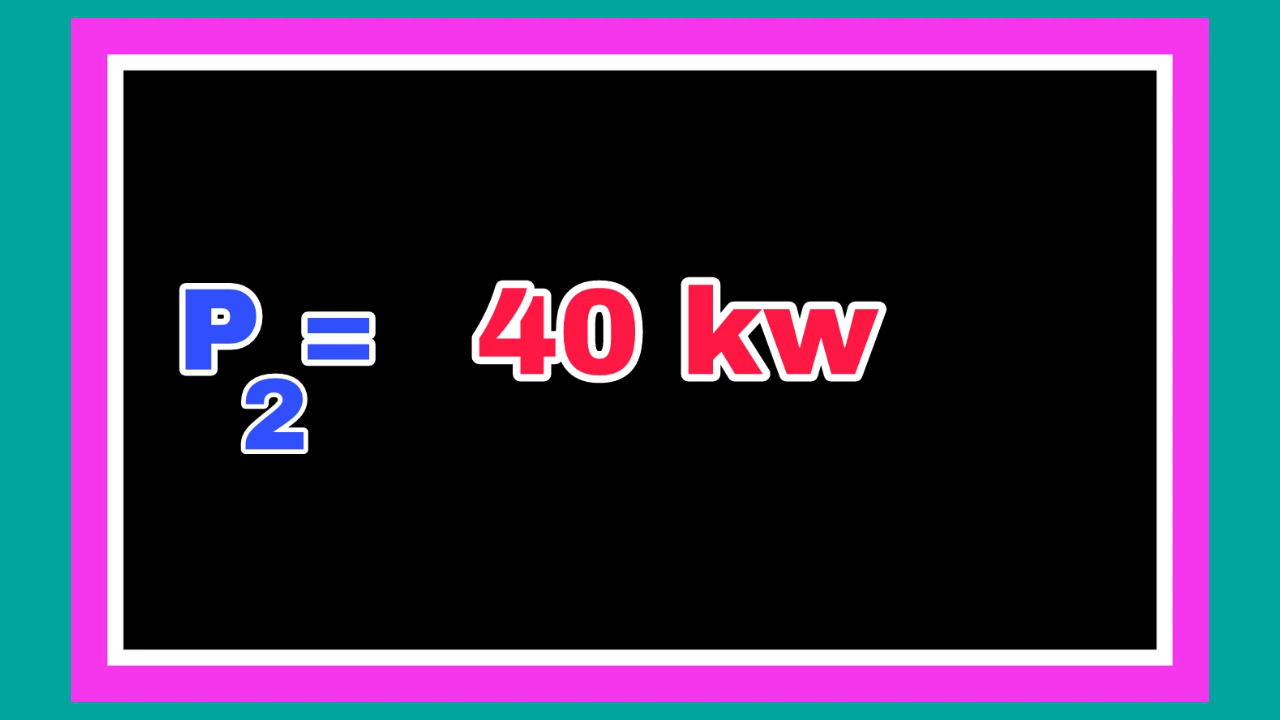 P₂ = 40 kw